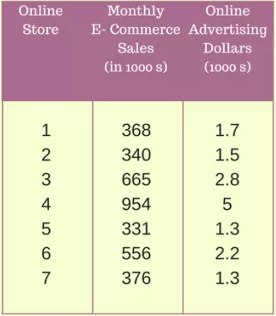 Online Monthly Online
Store E- Commerce Advertising
Sales Dollars
(in 1000 s) (1000 s)
1 368 1.7
2 340 1.5
3 665 2.8
4 954 5
5 331 1.3
6 556 2.2
7 376 1.3